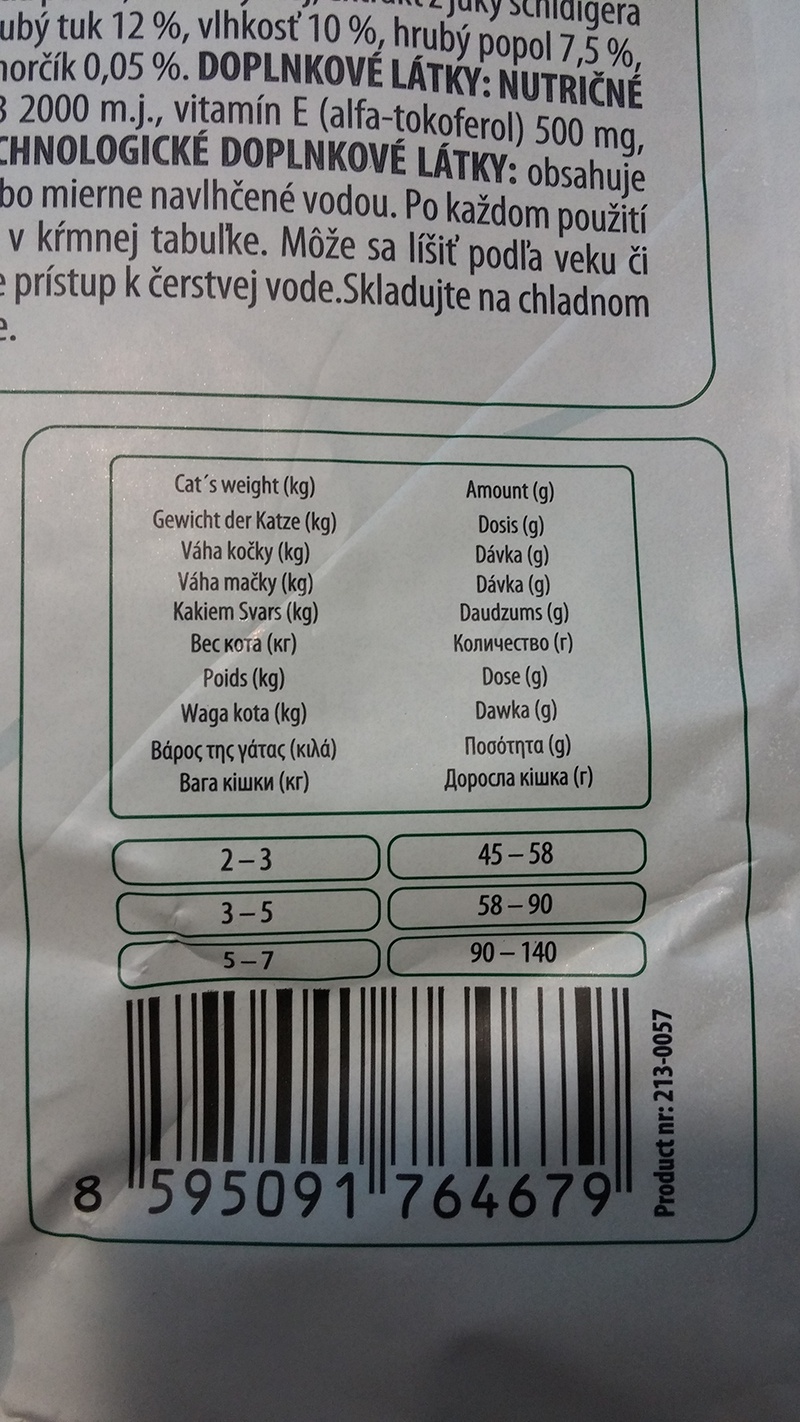 z juky schidigera
ubý tuk 12 %, vlhkosť 10 %, hrubý popol 7,5 %,
horčík 0,05 %. DOPLNKOVÉ LÁTKY: NUTRIČNÉ
3 2000 m.j., vitamín E (alfa-tokoferol) 500 mg,
CHNOLOGICKÉ DOPLNKOVÉ LÁTKY: obsahuje
bo mierne navlhčené vodou. Po každom použití
v kŕmnej tabuľke. Môže sa líšiť podľa veku či
e prístup k čerstvej vode.Skladujte na chladnom
e.
Cat´s weight (kg) Amount (g)
Gewicht der Katze (kg) Dosis (g)
Váha kočky (kg) Dávka (g)
Váha mačky (kg) Dávka (g)
Kakiem Svars (kg) Daudzums (g)
Вес кота (кг) Количество (г)
Poids (kg) Dose (g)
Waga kota (kg) Dawka (g)
Βάρος της γάτας (κιλά) Ποσότητα (g)
Вага кішки (кг) Доросла кішка (г)
2 – 3 45 – 58
3 – 5 58 – 90
5 – 7 90 – 140
8 595091 764679
Product nr: 213-0057